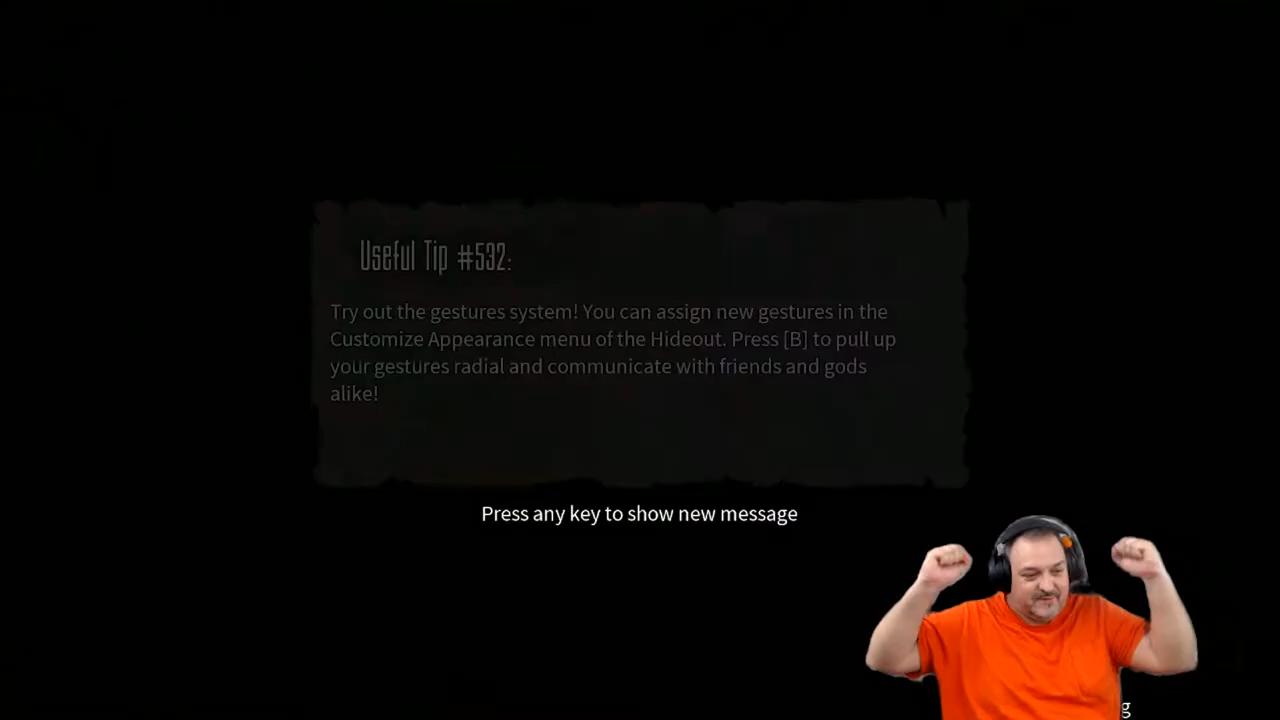 Useful Tip #532:
Try out the gestures system! You can assign new gestures in the
Customize Appearance menu of the Hideout. Press [B] to pull up
your gestures radial and communicate with friends and gods
alike!
Press any key to show new message
g